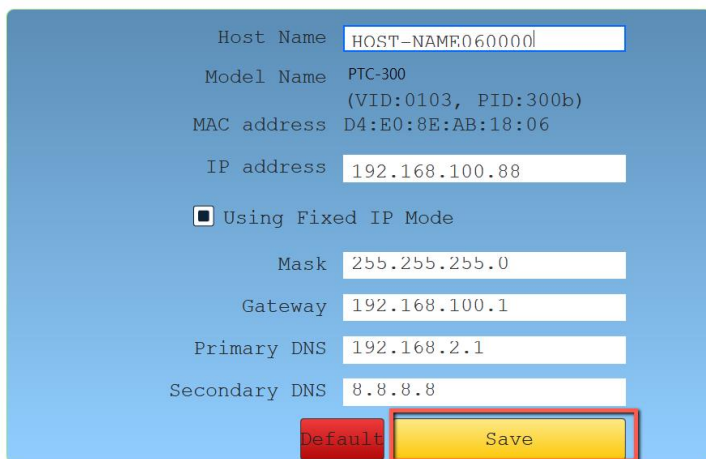 Host Name HOST-NAME060000
Model Name PTC-300
(VID:0103, PID:300b)
MAC address D4:E0:8E:AB:18:06
IP address 192.168.100.88
Using Fixed IP Mode
Mask 255.255.255.0
Gateway 192.168.100.1
Primary DNS 192.168.2.1
Secondary DNS 8.8.8.8
Default Save